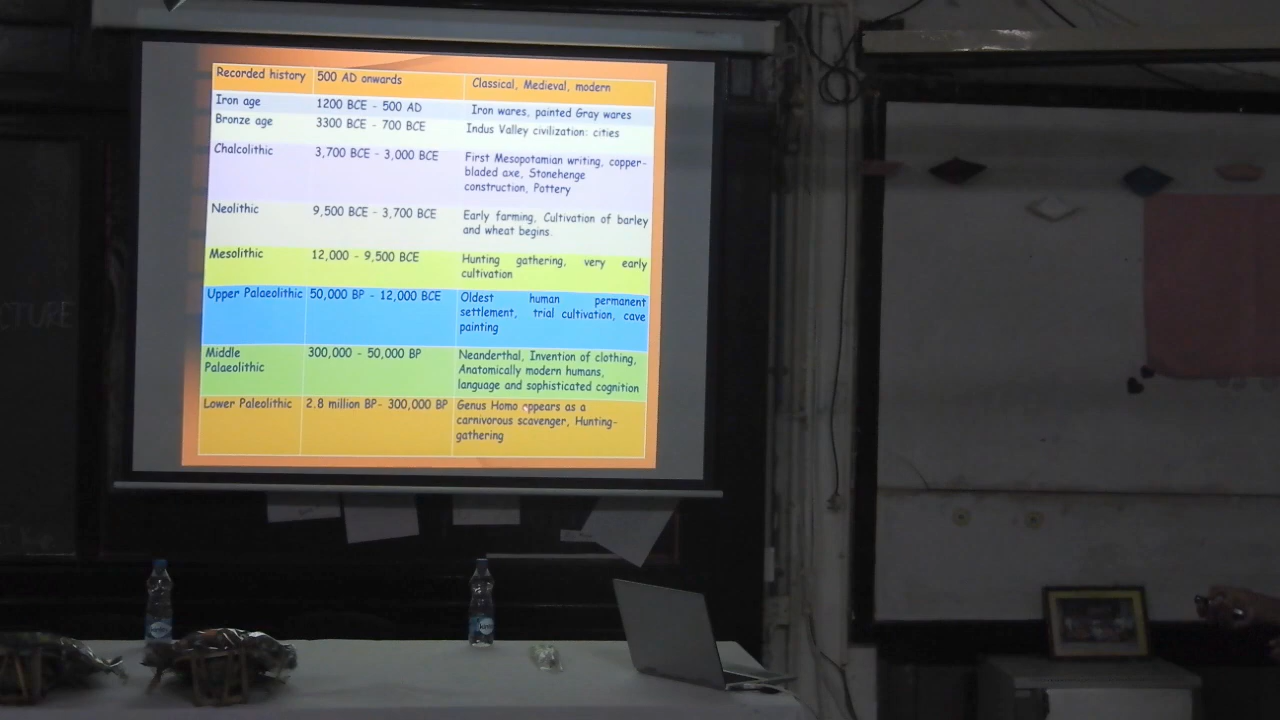 Recorded history 500 AD onwards Classical, Medieval, modern
Iron age 1200 BCE - 500 AD Iron wares, painted Gray wares
Bronze age 3300 BCE - 700 BCE Indus Valley civilization: cities
Chalcolithic 3,700 BCE - 3,000 BCE First Mesopotamian writing, copper-
bladed axe, Stonehenge
construction, Pottery
Neolithic 9,500 BCE - 3,700 BCE Early farming, Cultivation of barley
and wheat begins.
Mesolithic 12,000 - 9,500 BCE Hunting gathering, very early
cultivation
Upper Palaeolithic 50,000 BP - 12,000 BCE Oldest human permanent
settlement, trial cultivation, cave
painting
Middle 300,000 - 50,000 BP Neanderthal, Invention of clothing,
Palaeolithic Anatomically modern humans,
language and sophisticated cognition
Lower Paleolithic 2.8 million BP- 300,000 BP Genus Homo appears as a
carnivorous scavenger, Hunting-
gathering
CTURE